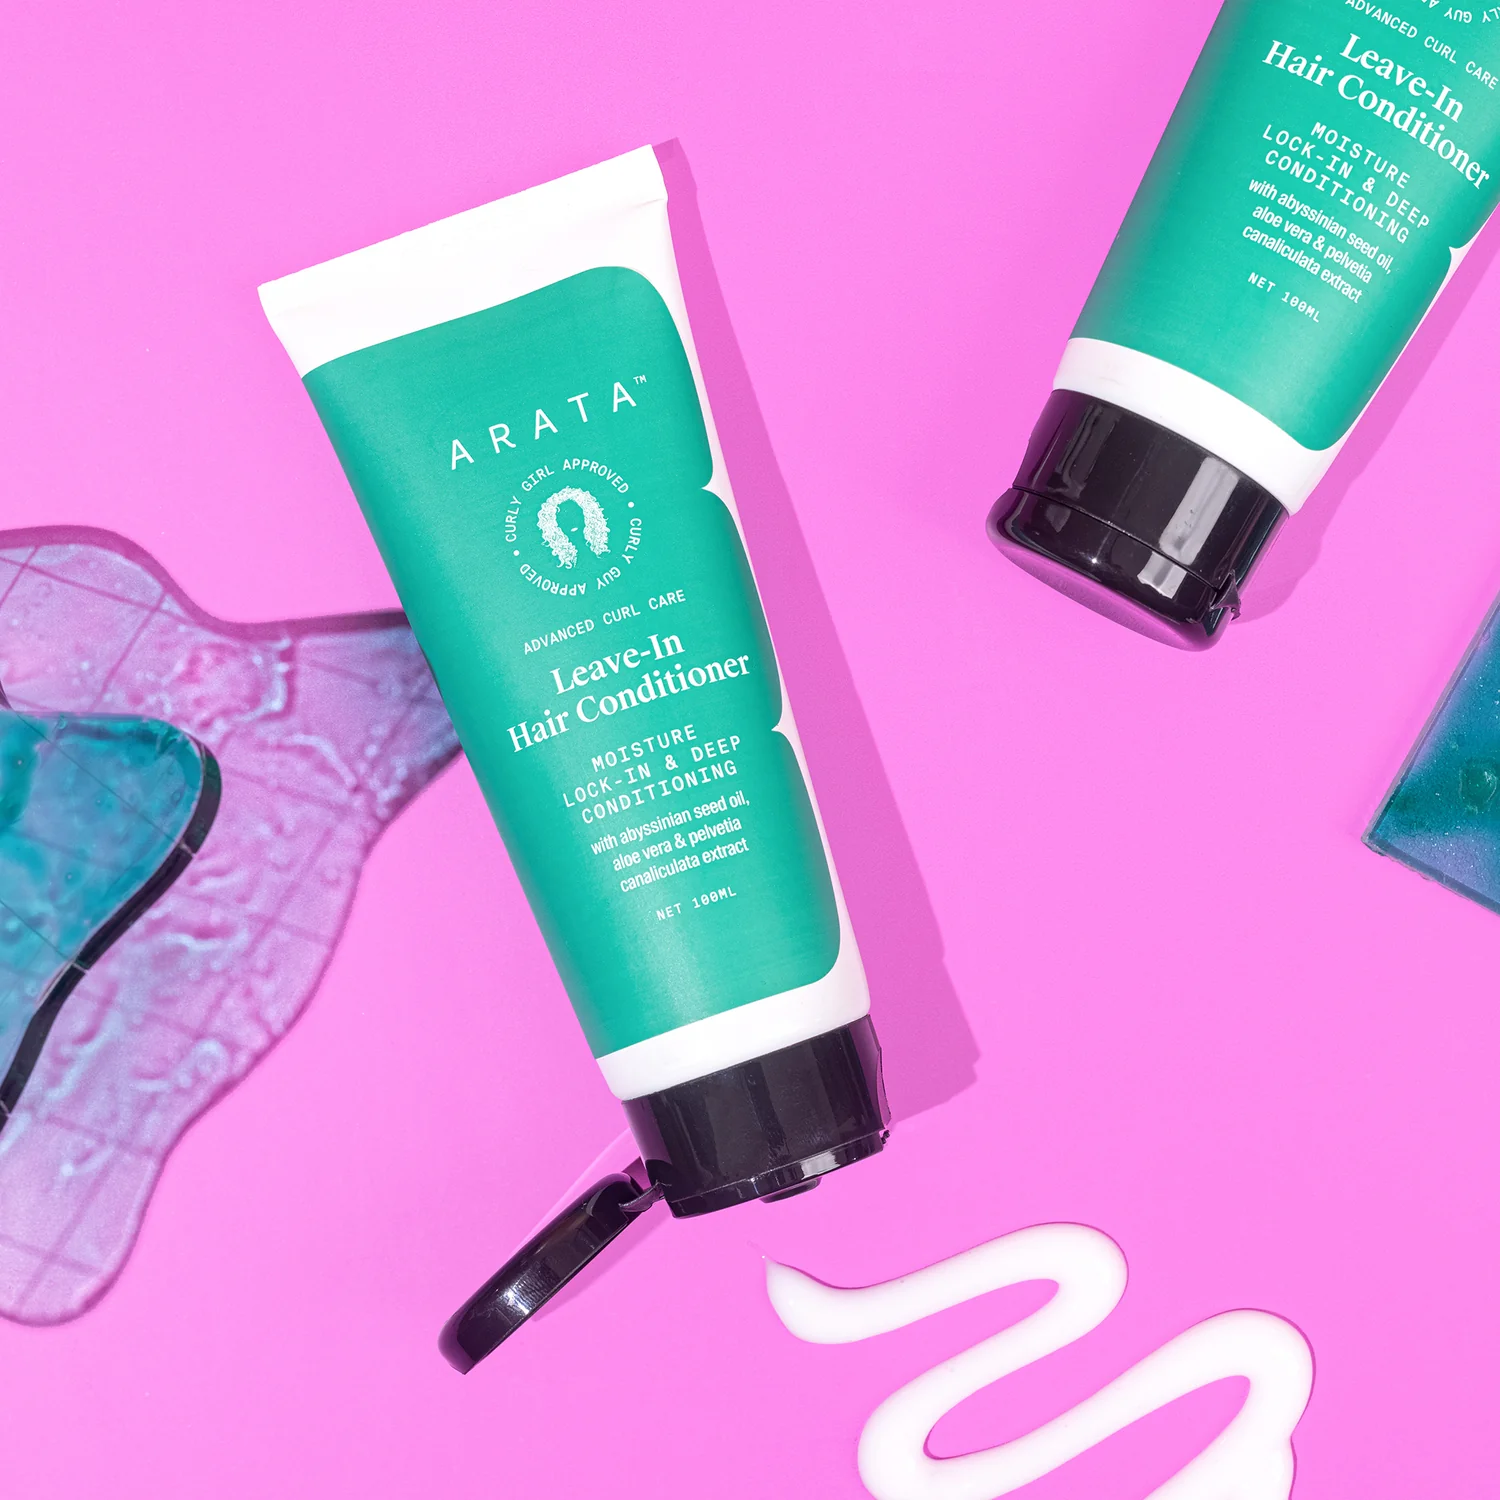 ARATA™
CURLY GIRL APPROVED • CURLY GUY APPROVED •
ADVANCED CURL CARE
Leave-In
Hair Conditioner
MOISTURE
LOCK-IN & DEEP
CONDITIONING
with abyssinian seed oil,
aloe vera & pelvetia
canaliculata extract
NET 100ML
GUY
ADVANCED CURL CARE
Leave-In
Hair Conditioner
MOISTURE
LOCK-IN & DEEP
CONDITIONING
with abyssinian seed oil,
aloe vera & pelvetia
canaliculata extract
NET 100ML